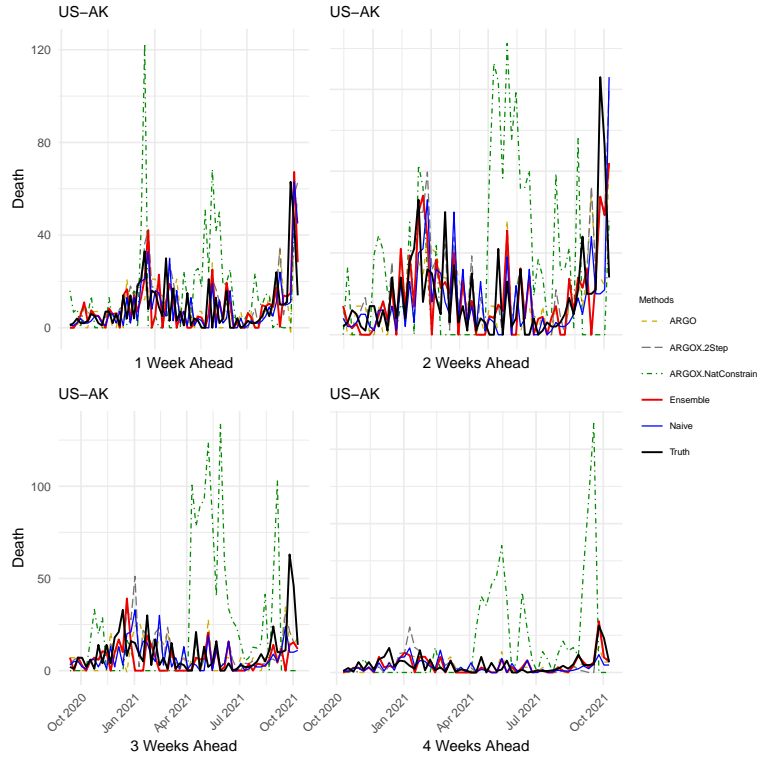 US−AK
US−AK
120
80
40
0
Death
1 Week Ahead
2 Weeks Ahead
Methods
ARGO
ARGOX.2Step
ARGOX.NatConstrain
Ensemble
Naive
Truth
US−AK
US−AK
100
50
0
Death
Oct 2020
Jan 2021
Apr 2021
Jul 2021
Oct 2021
Oct 2020
Jan 2021
Apr 2021
Jul 2021
Oct 2021
3 Weeks Ahead
4 Weeks Ahead